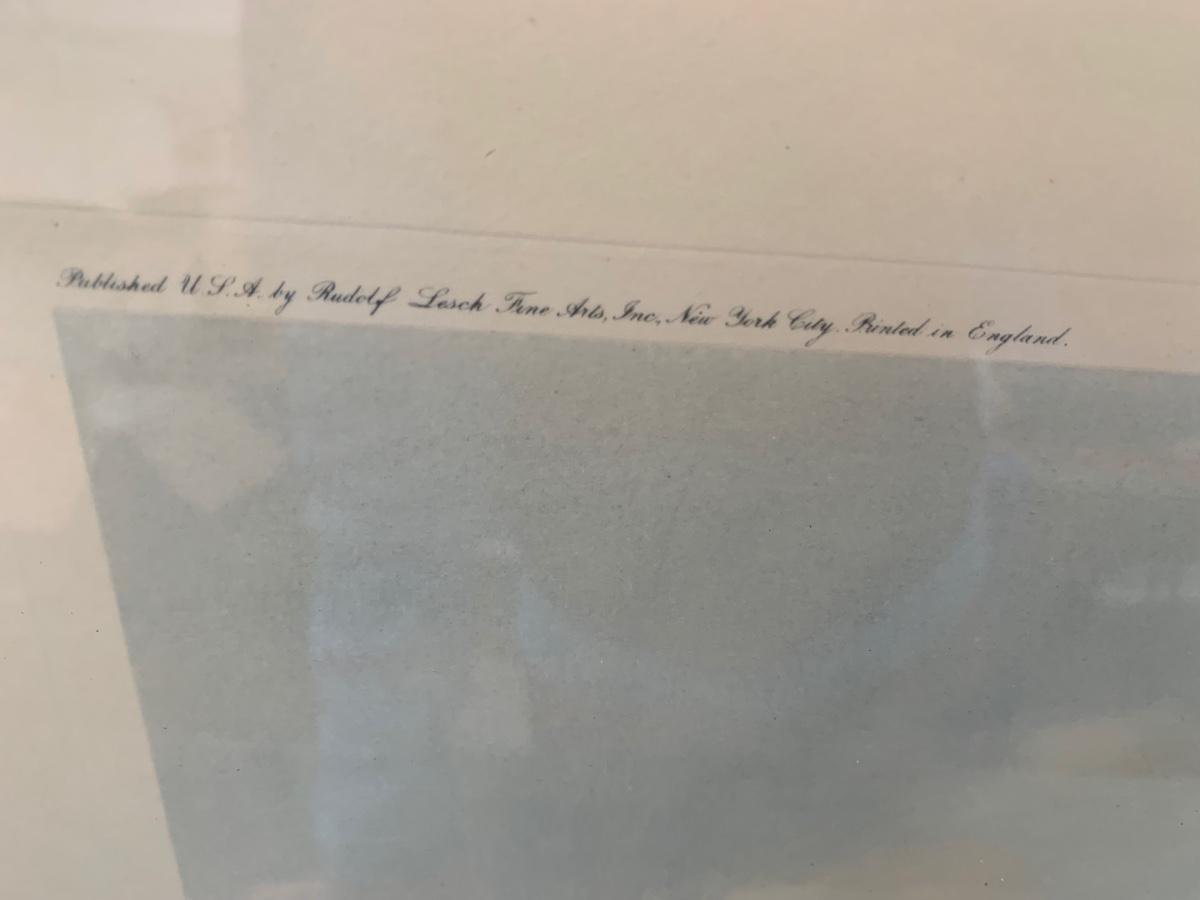 Published U.S.A. by Rudolf Lesch Fine Arts, Inc, New York City. Printed in England.